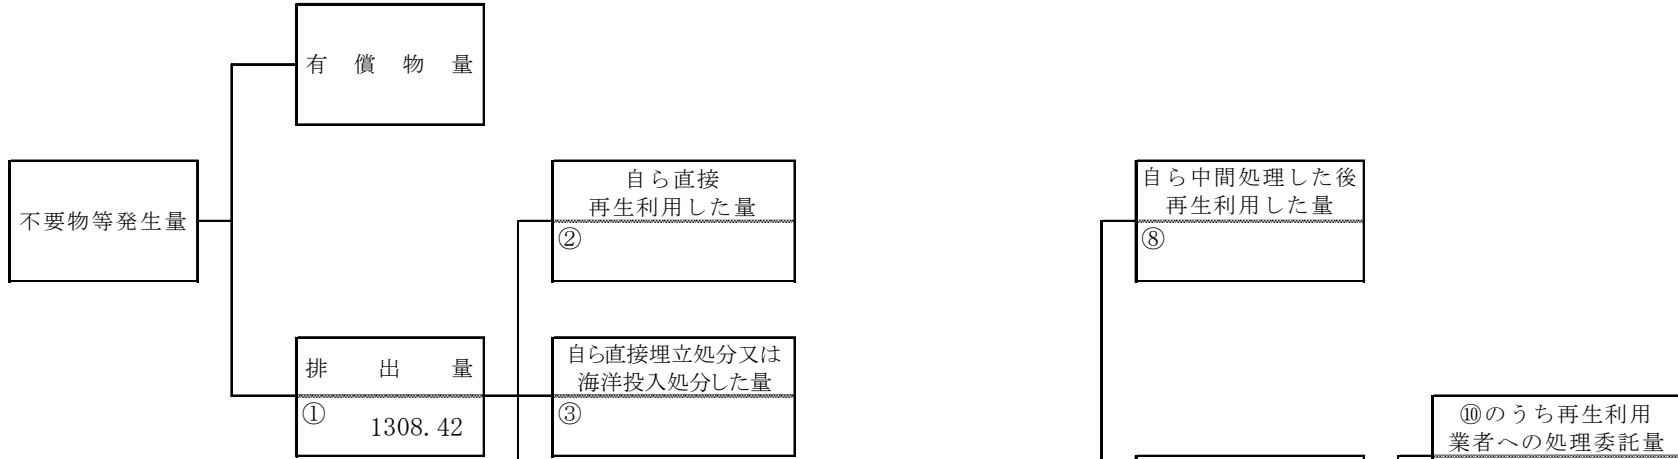 有償物量
不要物等発生量
自ら直接
再生利用した量
②
自ら中間処理した後
再生利用した量
⑧
排出量
①
1308.42
自ら直接埋立処分又は
海洋投入処分した量
③
⑩のうち再生利用
業者への処理委託量